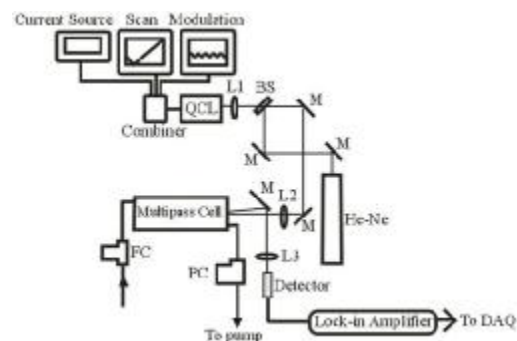 Current Source Scan Modulation
L1 BS M
QCL
Combiner
M M
M L2
Multipass Cell M He-Ne
FC L3
PC Detector
To pump Lock-in Amplifier To DAQ